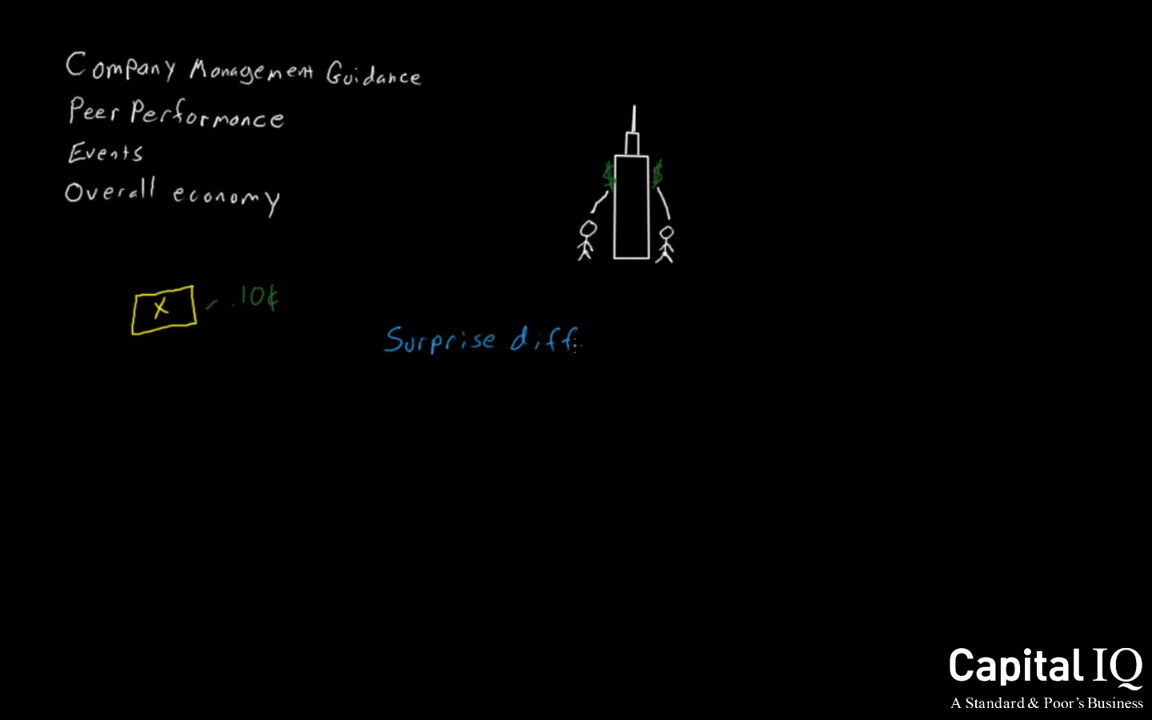 Company Management Guidance
Peer Performance
Events
Overall economy
$ $
X .10¢
Surprise diff
Capital IQ
A Standard & Poor's Business